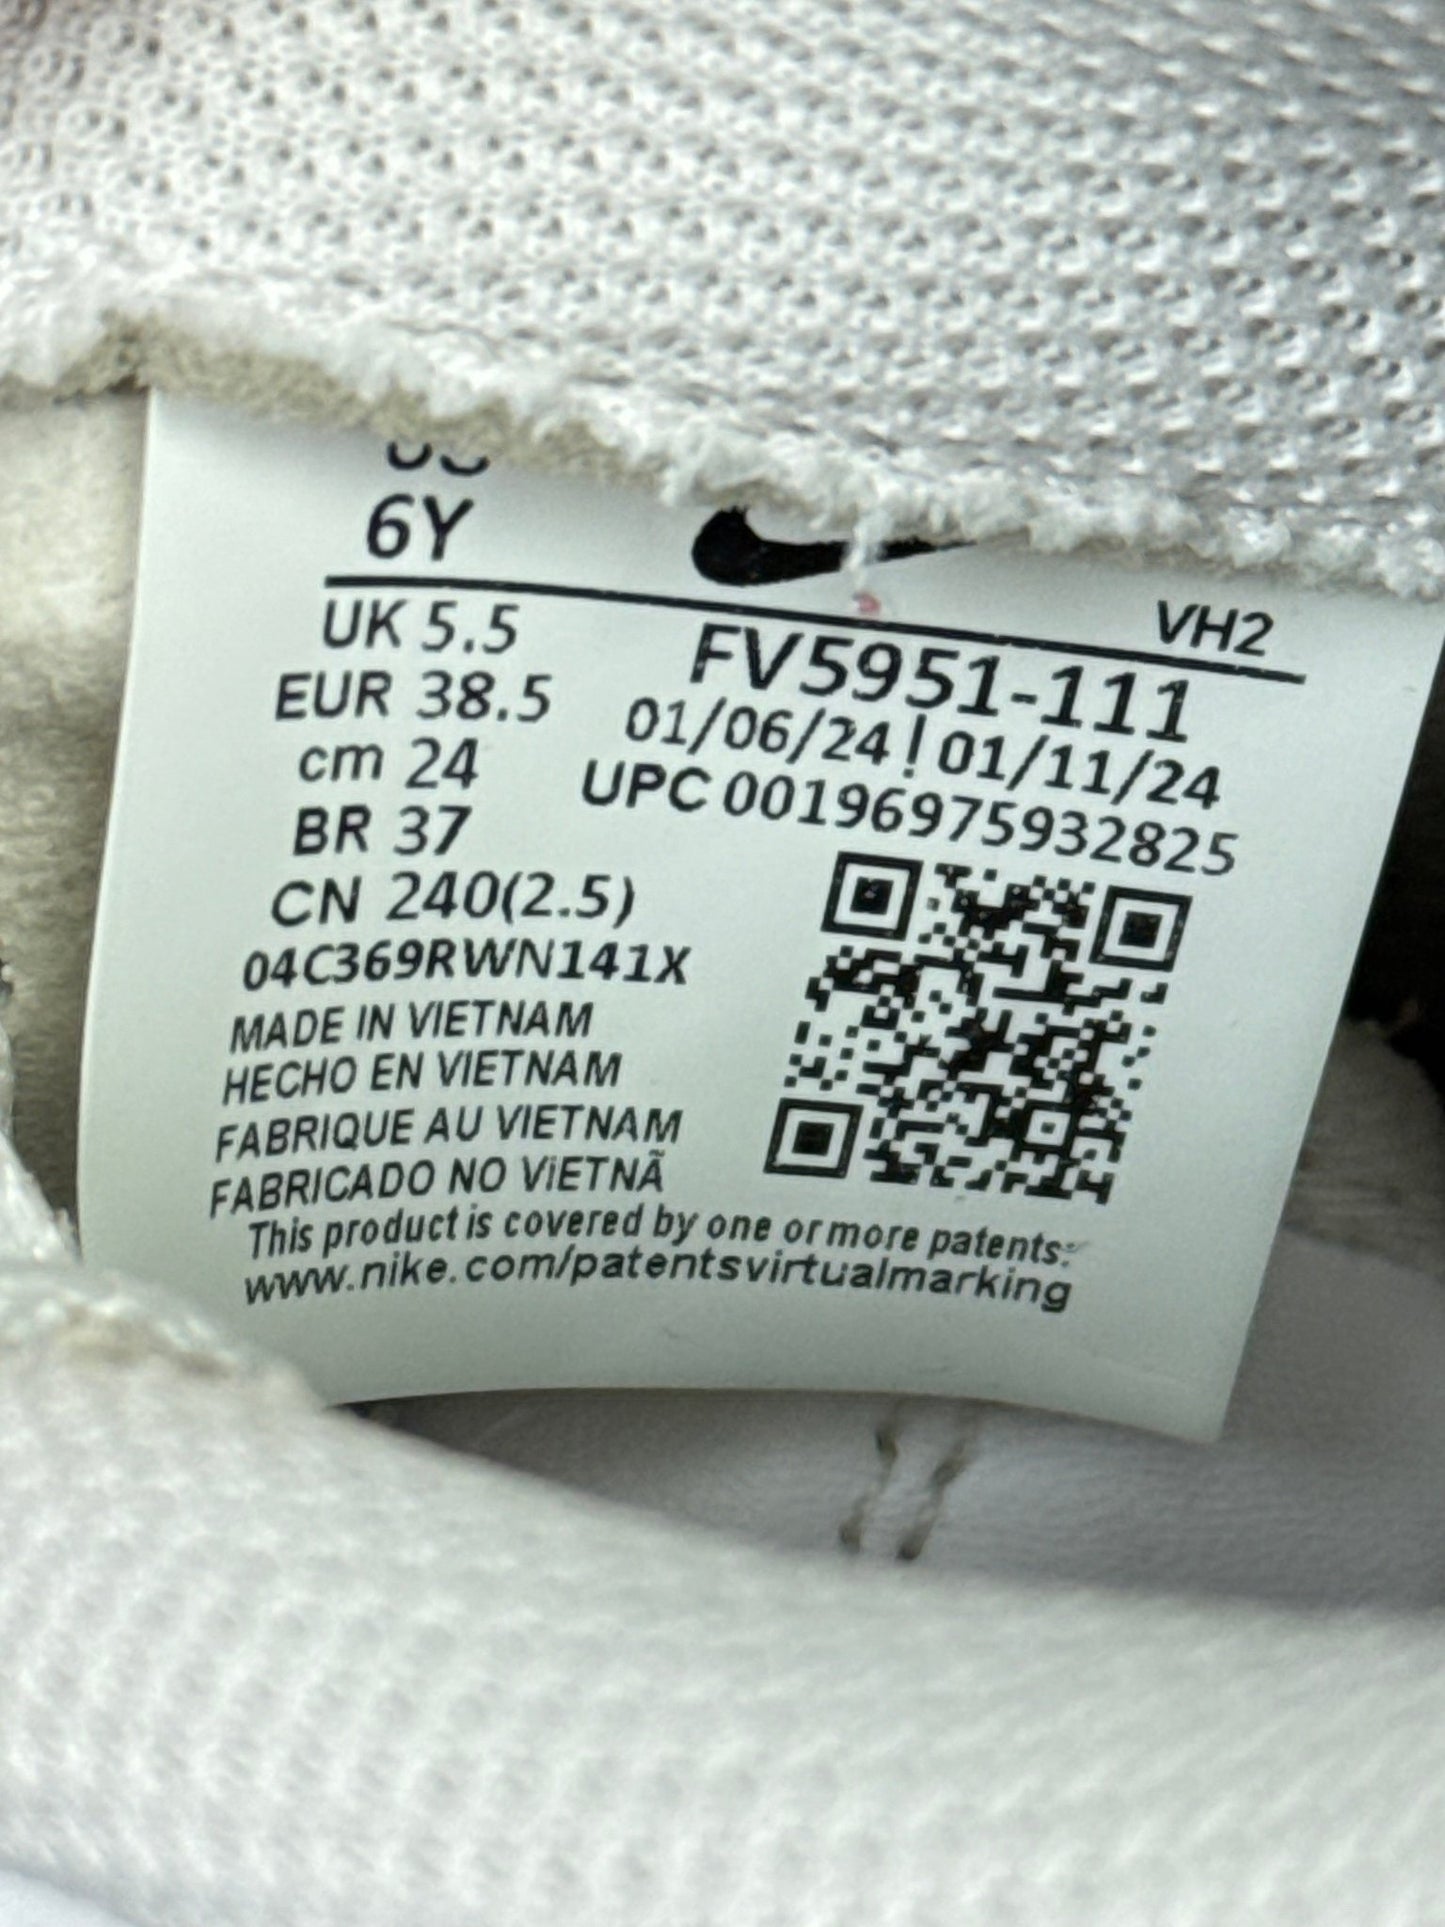 6Y
VH2
UK 5.5
EUR 38.5
cm 24
BR 37
CN 240(2.5)
04C369RWN141X
FV5951-111
01/06/24 ! 01/11/24
UPC 00196975932825
MADE IN VIETNAM
HECHO EN VIETNAM
FABRIQUE AU VIETNAM
FABRICADO NO VIETNÃ
This product is covered by one or more patents:
www.nike.com/patentsvirtualmarking